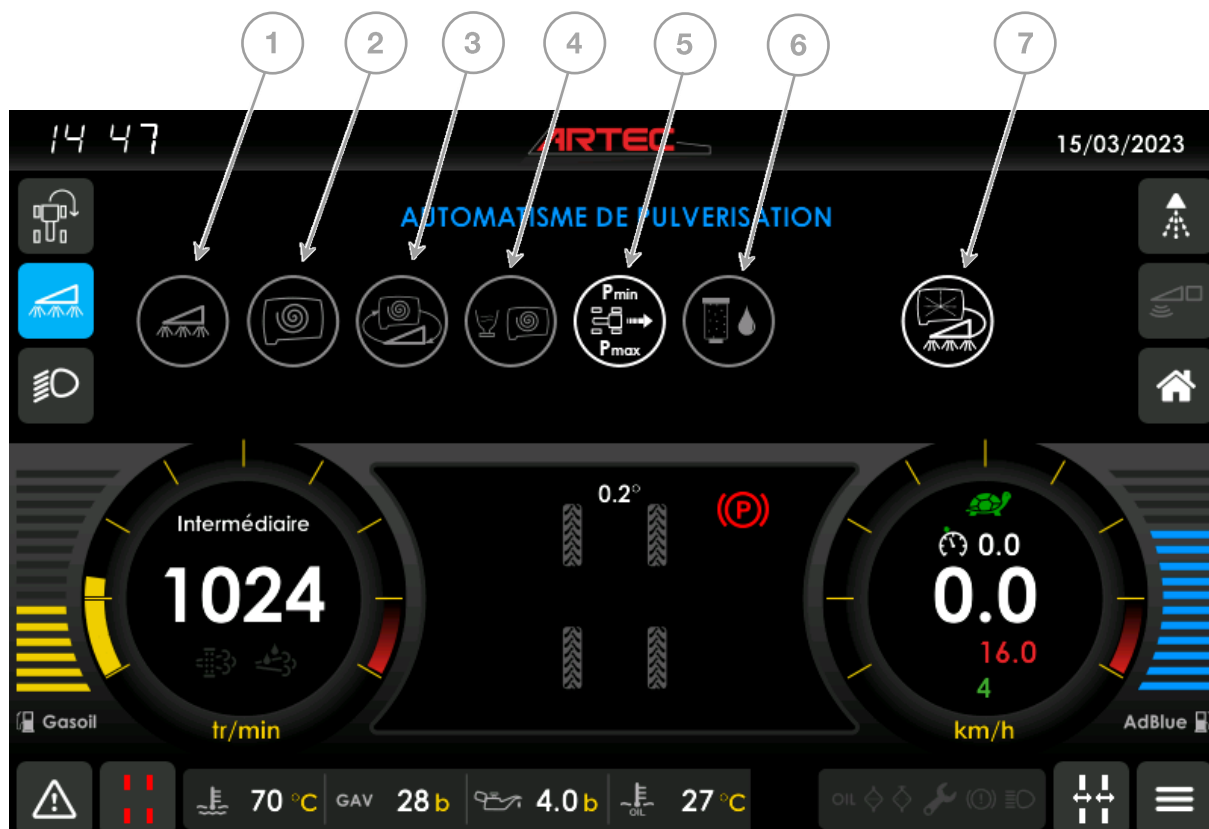 1 2 3 4 5 6 7
14 47
ARTEC
15/03/2023
AUTOMATISME DE PULVERISATION
Pmin
Pmax
0.2°
(P)
Intermédiaire
1024
tr/min
0.0
0.0
16.0
4
km/h
Gasoil
AdBlue
70 °C GAV 28 b 4.0 b OIL 27 °C
OIL